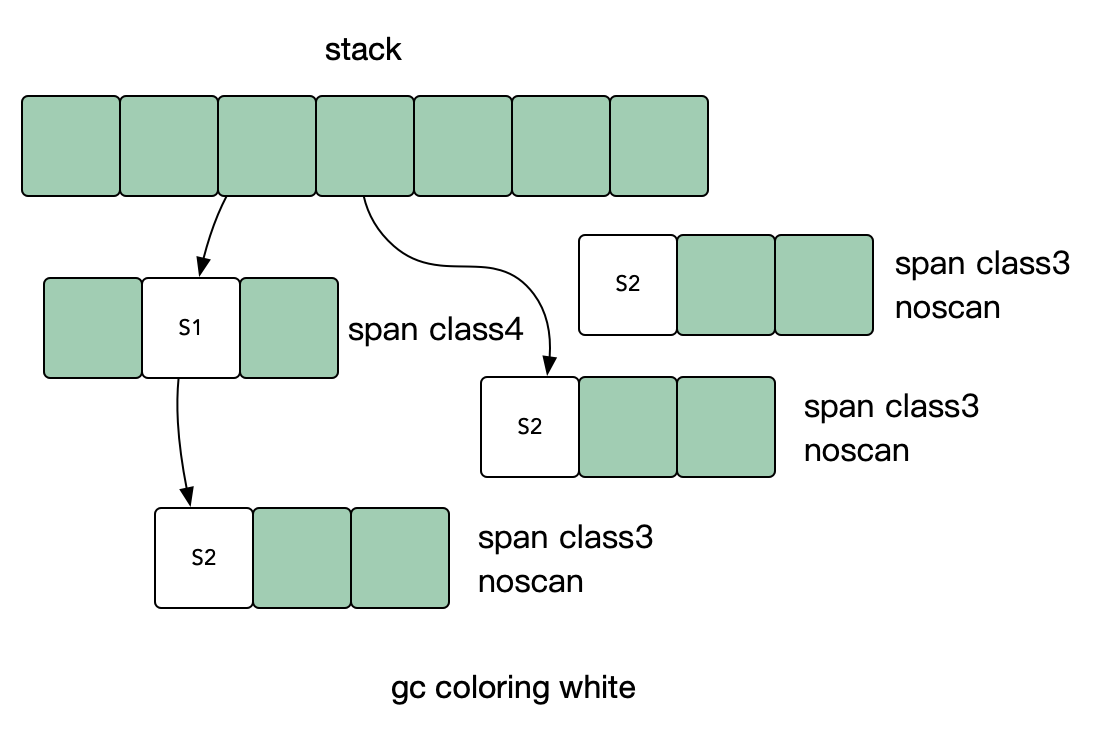 stack
S2
span class3
noscan
S1
span class4
S2
span class3
noscan
S2
span class3
noscan
gc coloring white